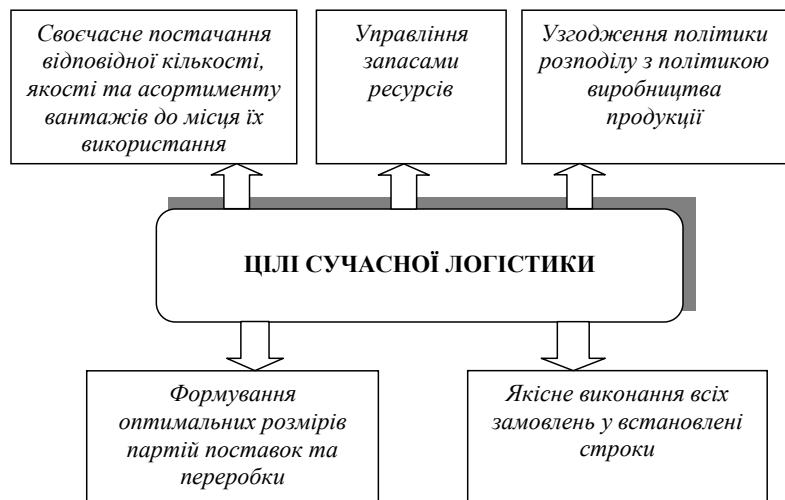 Своєчасне постачання
відповідної кількості,
якості та асортименту
вантажів до місця їх
використання
Управління
запасами
ресурсів
Узгодження політики
розподілу з політикою
виробництва
продукції
ЦІЛІ СУЧАСНОЇ ЛОГІСТИКИ
Формування
оптимальних розмірів
партій поставок та
переробки
Якісне виконання всіх
замовлень у встановлені
строки